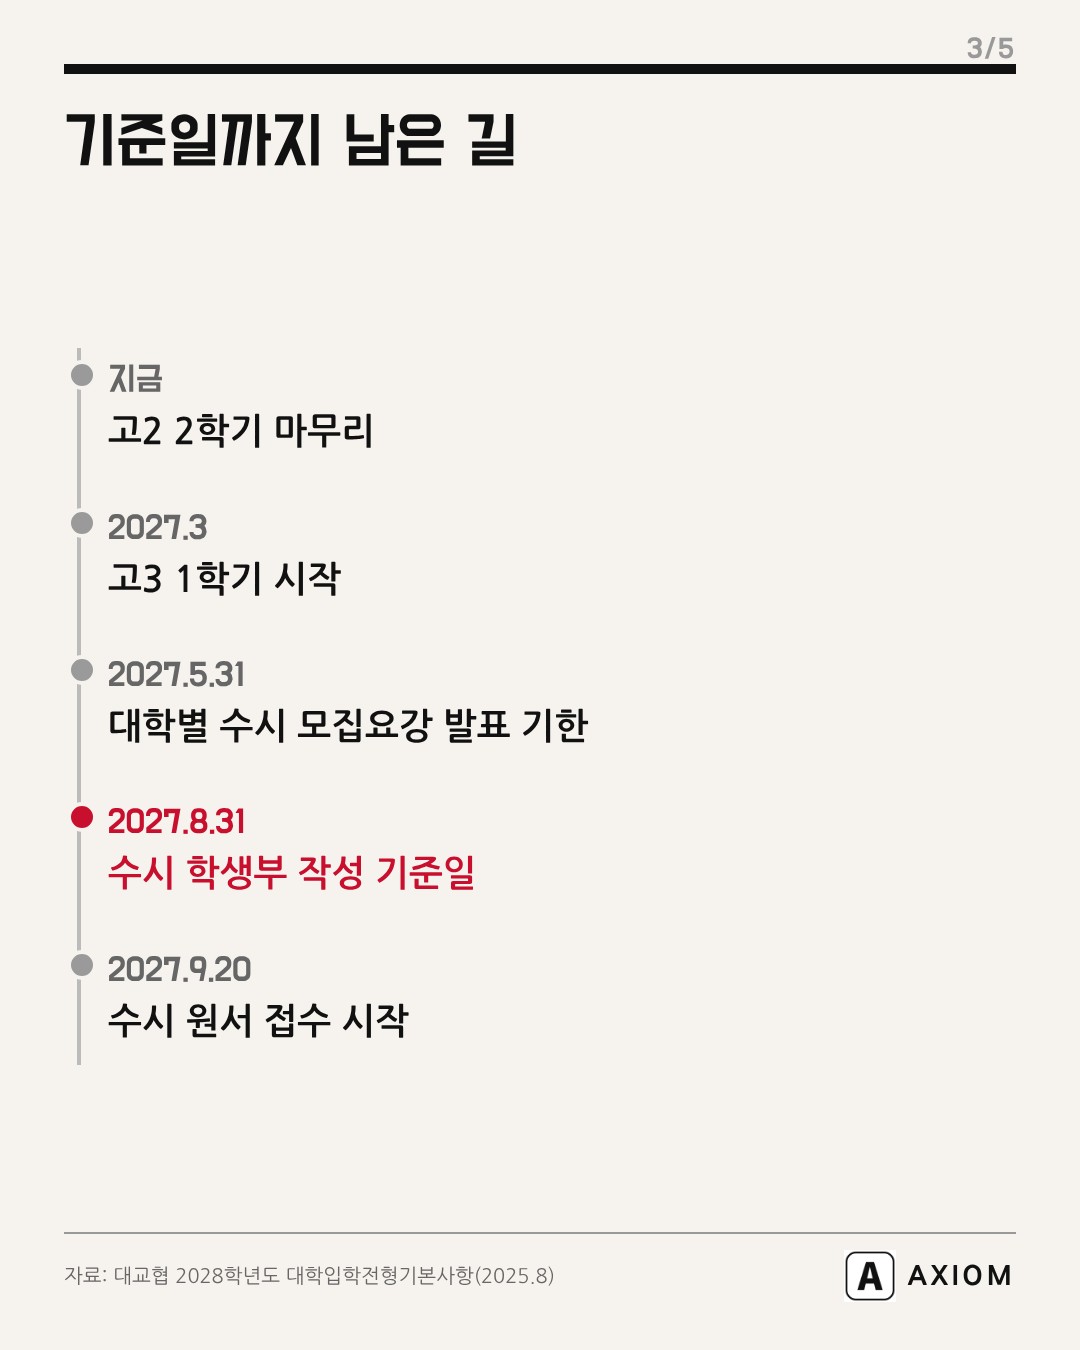 3/5
기준일까지 남은 길
지금
고2 2학기 마무리
2027.3
고3 1학기 시작
2027.5.31
대학별 수시 모집요강 발표 기한
2027.8.31
수시 학생부 작성 기준일
2027.9.20
수시 원서 접수 시작
자료: 대교협 2028학년도 대학입학전형기본사항(2025.8)
A AXIOM